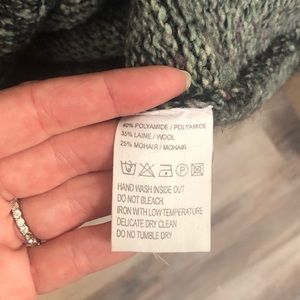 40% POLYAMIDE / POLYAMIDE
35% LAINE / WOOL
25% MOHAIR / MOHAIR
HAND WASH INSIDE OUT
DO NOT BLEACH.
IRON WITH LOW TEMPERATURE
DELICATE DRY CLEAN
DO NO TUMBLE DRY